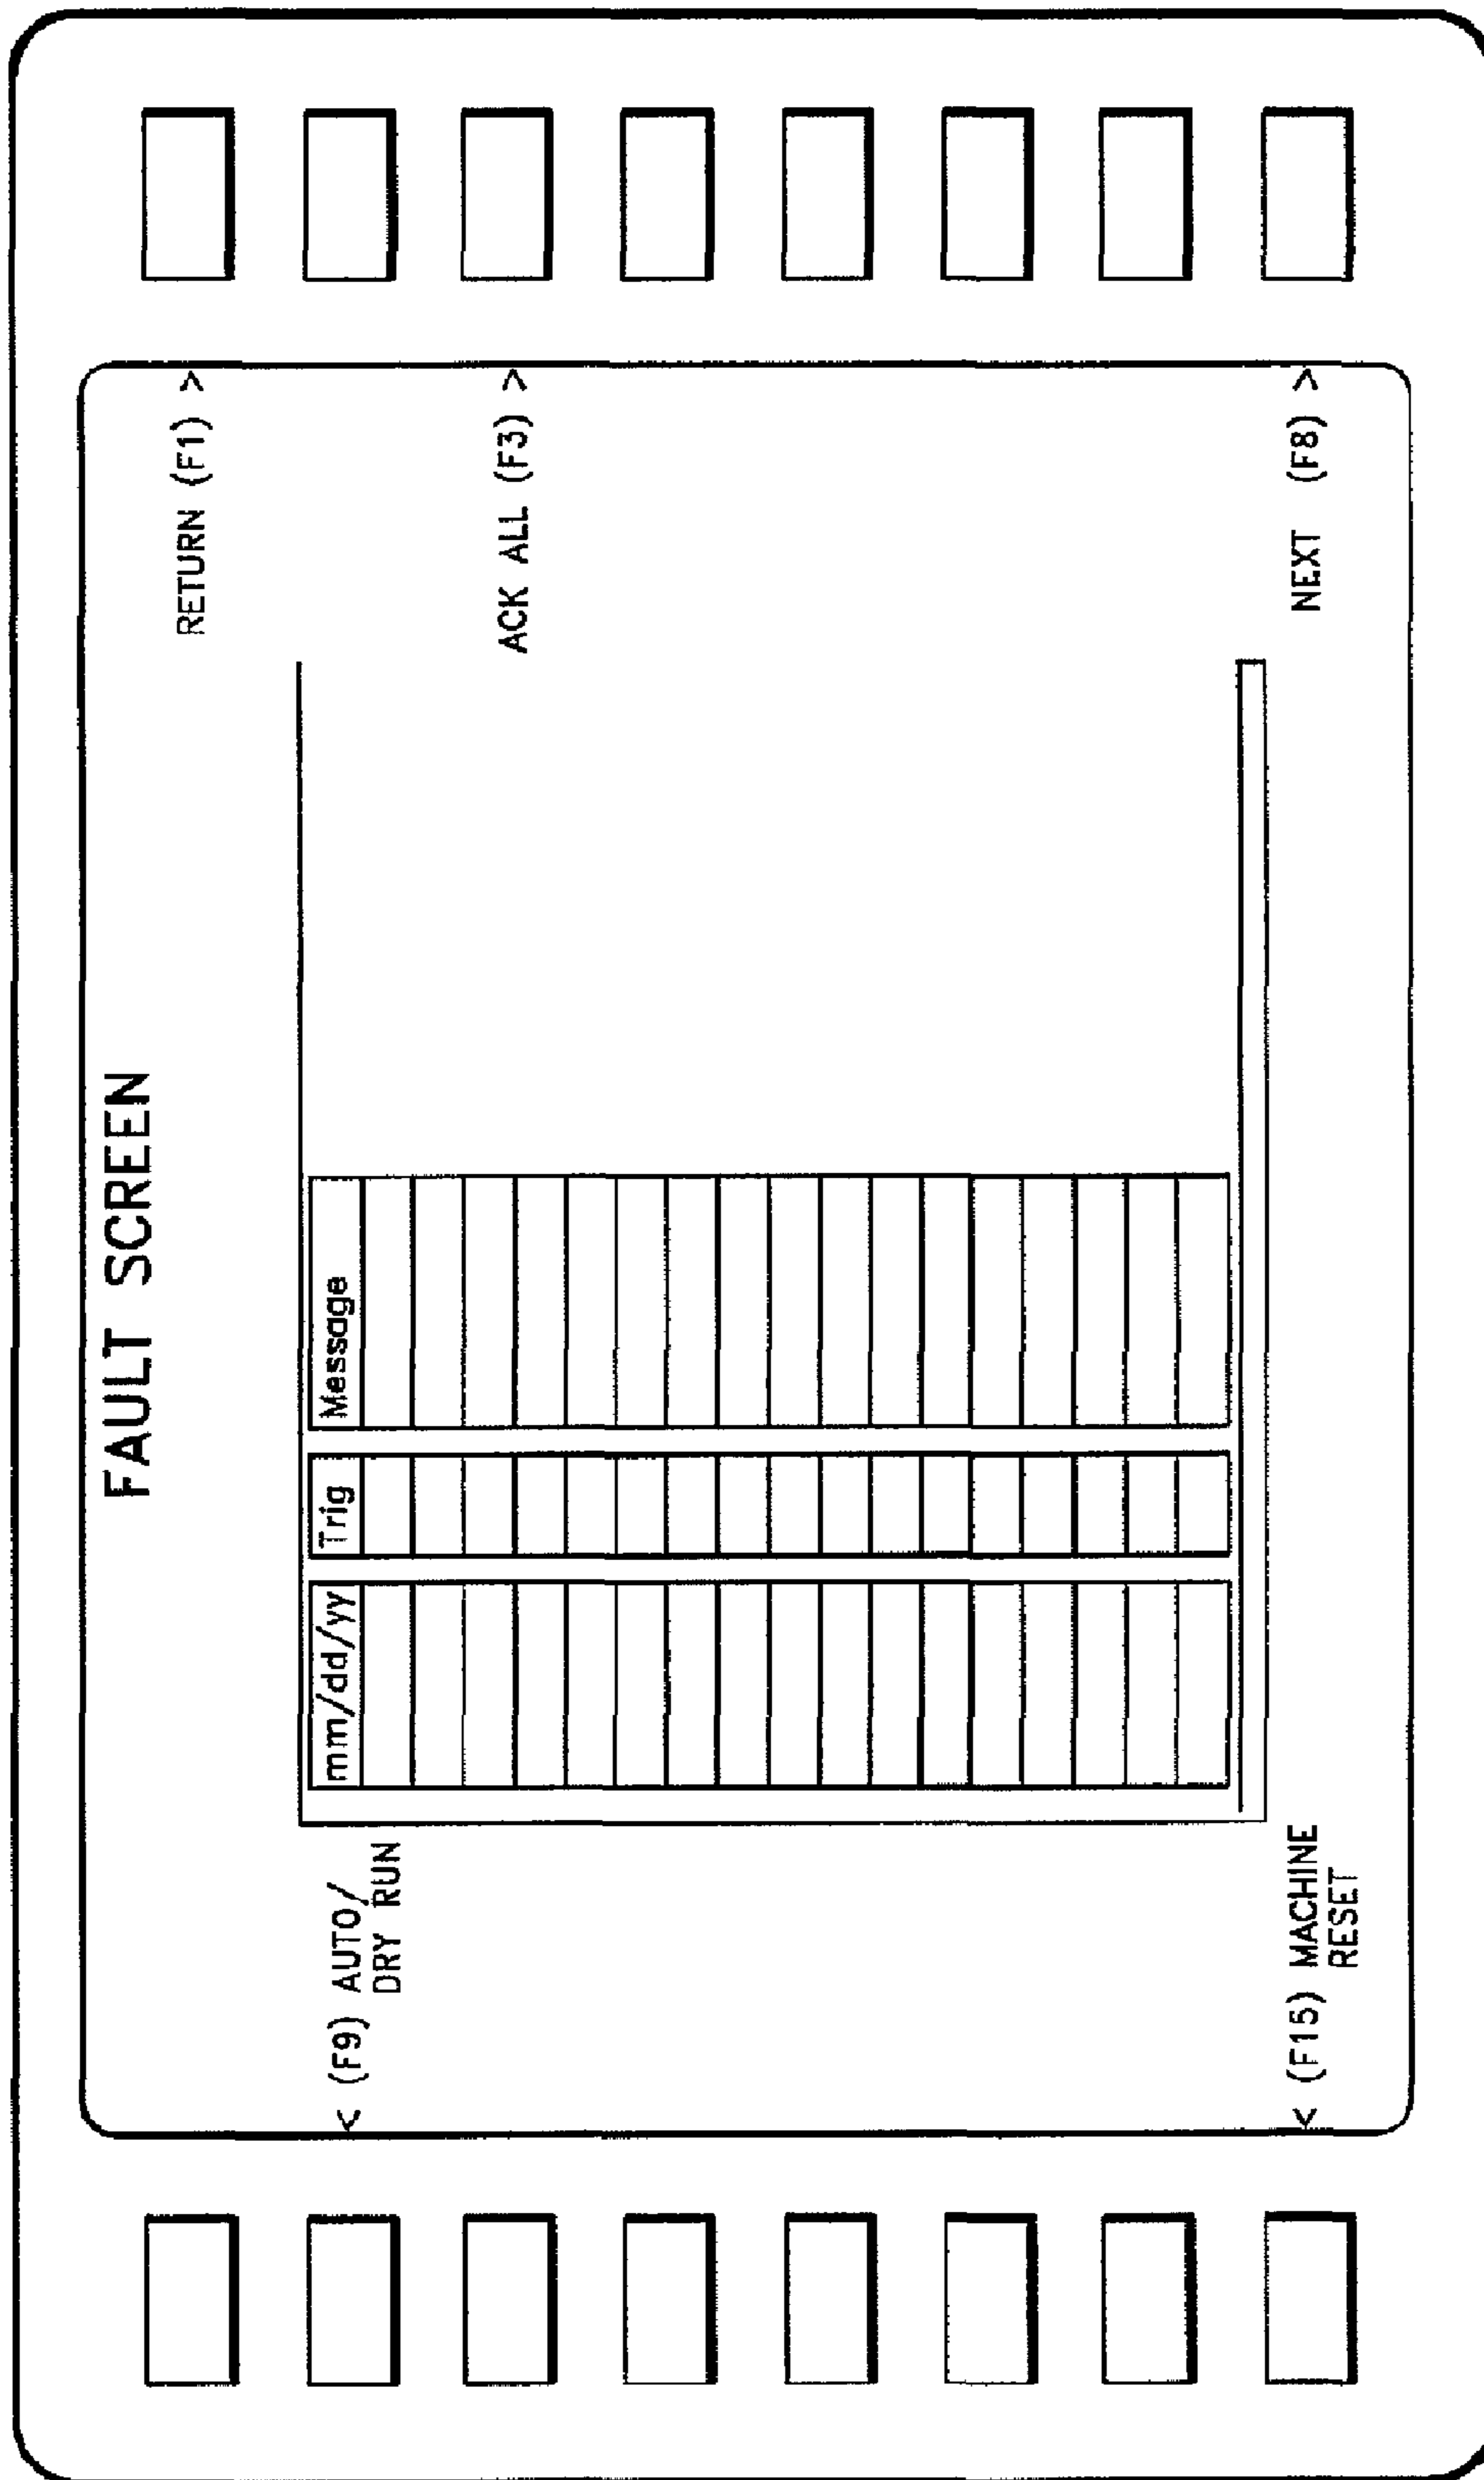 FAULT SCREEN
RETURN (F1) >
< (F9) AUTO/
DRY RUN
mm/dd/yy Trig Message
ACK ALL (F3) >
< (F15) MACHINE
RESET
NEXT (F8) >